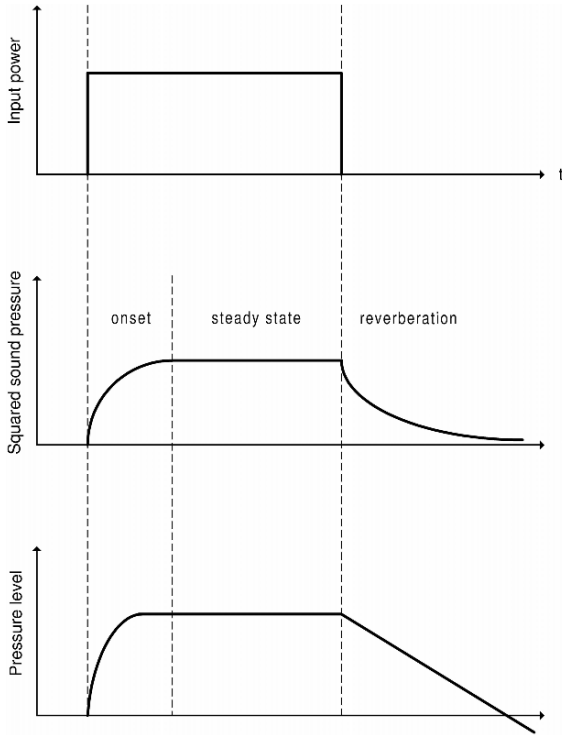 Input power
t
Squared sound pressure
onset
steady state
reverberation
Pressure level